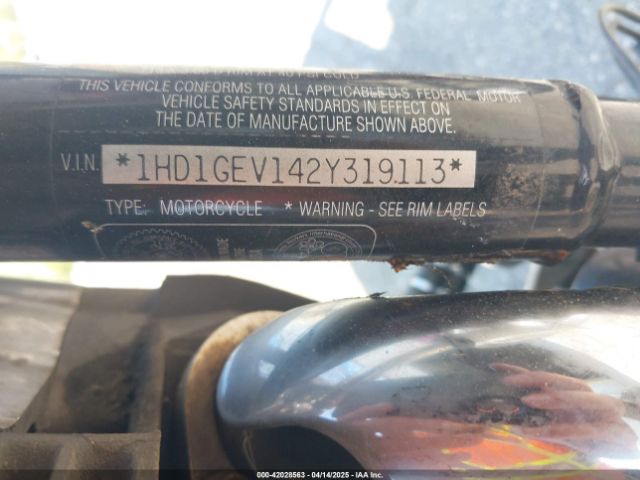 THIS VEHICLE CONFORMS TO ALL APPLICABLE U.S. FEDERAL MOTOR
VEHICLE SAFETY STANDARDS IN EFFECT ON
THE DATE OF MANUFACTURE SHOWN ABOVE.
V.I.N. *1HD1GEV142Y319113*
TYPE: MOTORCYCLE * WARNING - SEE RIM LABELS
000-42028563 - 04/14/2025 - IAA Inc.